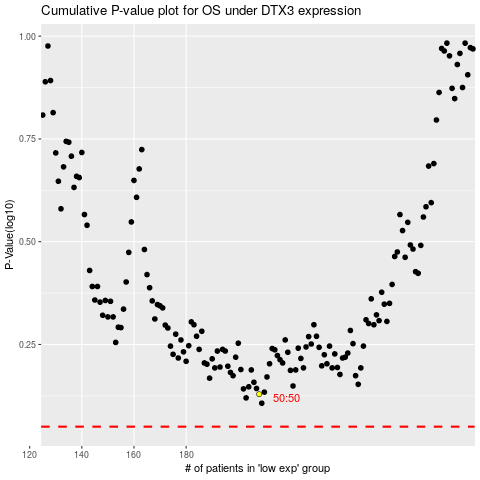 Cumulative P-value plot for OS under DTX3 expression
1.00
0.75
0.50
0.25
P-Value(log10)
50:50
120 140 160 180
# of patients in 'low exp' group